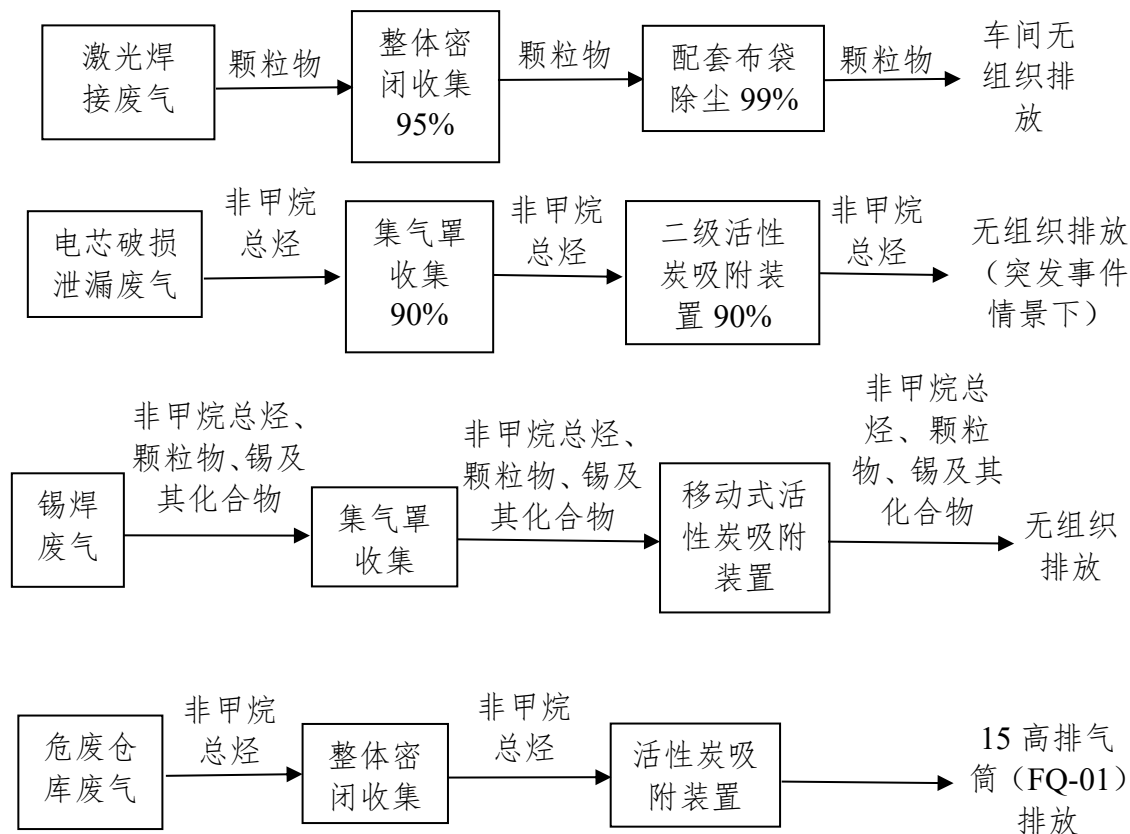 激光焊
接废气
颗粒物
整体密
闭收集
95%
颗粒物
配套布袋
除尘 99%
颗粒物
车间无
组织排
放
电芯破损
泄漏废气
非甲烷
总烃
集气罩
收集
90%
非甲烷
总烃
二级活性
炭吸附装
置 90%
非甲烷
总烃
无组织排放
（突发事件
情景下）
锡焊
废气
非甲烷总烃、
颗粒物、锡及
其化合物
集气罩
收集
非甲烷总烃、
颗粒物、锡及
其化合物
移动式活
性炭吸附
装置
非甲烷总
烃、颗粒
物、锡及其
化合物
无组织
排放
危废仓
库废气
非甲烷
总烃
整体密
闭收集
非甲烷
总烃
活性炭吸
附装置
15 高排气
筒（FQ-01）
排放